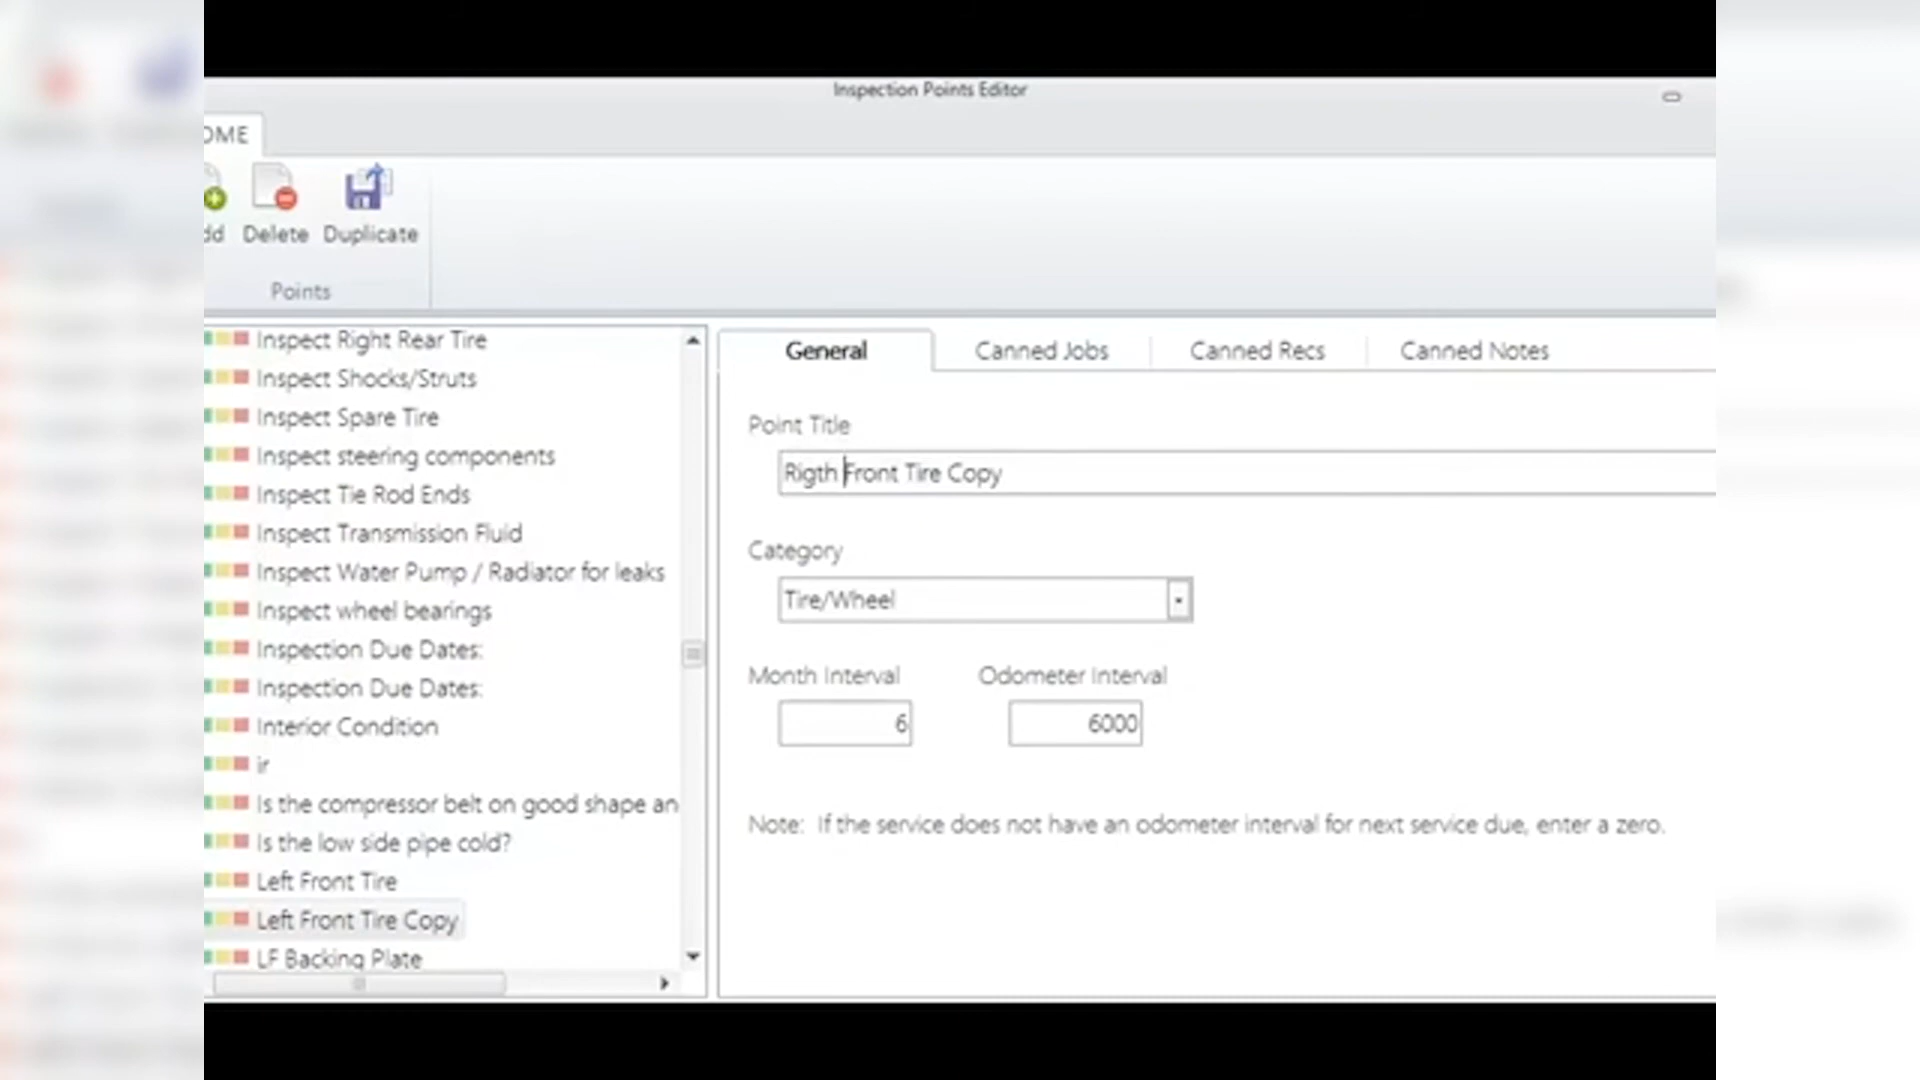 Inspection Points Editor
OME
dd Delete Duplicate
Points
Inspect Right Rear Tire
Inspect Shocks/Struts
Inspect Spare Tire
Inspect steering components
Inspect Tie Rod Ends
Inspect Transmission Fluid
Inspect Water Pump / Radiator for leaks
Inspect wheel bearings
Inspection Due Dates:
Inspection Due Dates:
Interior Condition
ir
Is the compressor belt on good shape an
Is the low side pipe cold?
Left Front Tire
Left Front Tire Copy
LF Backing Plate
General Canned Jobs Canned Recs Canned Notes
Point Title
Rigth Front Tire Copy
Category
Tire/Wheel
Month Interval Odometer Interval
6 6000
Note: If the service does not have an odometer interval for next service due, enter a zero.